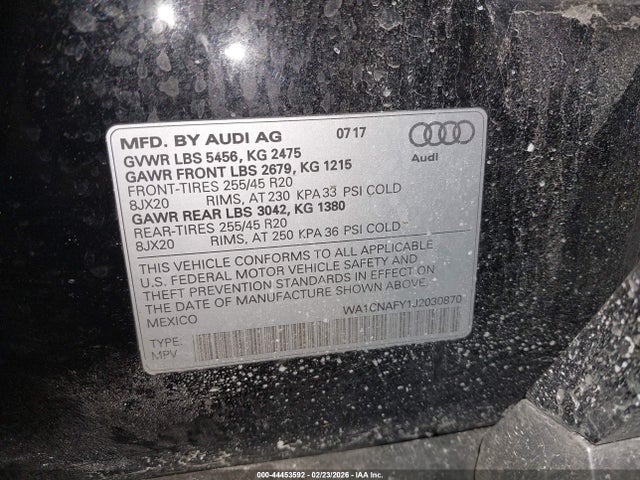 MFD. BY AUDI AG 0717
GVWR LBS 5456, KG 2475
GAWR FRONT LBS 2679, KG 1215
FRONT-TIRES 255/45 R20
8JX20 RIMS, AT 230 KPA 33 PSI COLD
GAWR REAR LBS 3042, KG 1380
REAR-TIRES 255/45 R20
8JX20 RIMS, AT 250 KPA 36 PSI COLD
Audi
THIS VEHICLE CONFORMS TO ALL APPLICABLE
U.S. FEDERAL MOTOR VEHICLE SAFETY AND
THEFT PREVENTION STANDARDS IN EFFECT ON
THE DATE OF MANUFACTURE SHOWN ABOVE.
MEXICO WA1CNAFY1J2030870
TYPE:
MPV
000-44453592 - 02/23/2026 - IAA Inc.